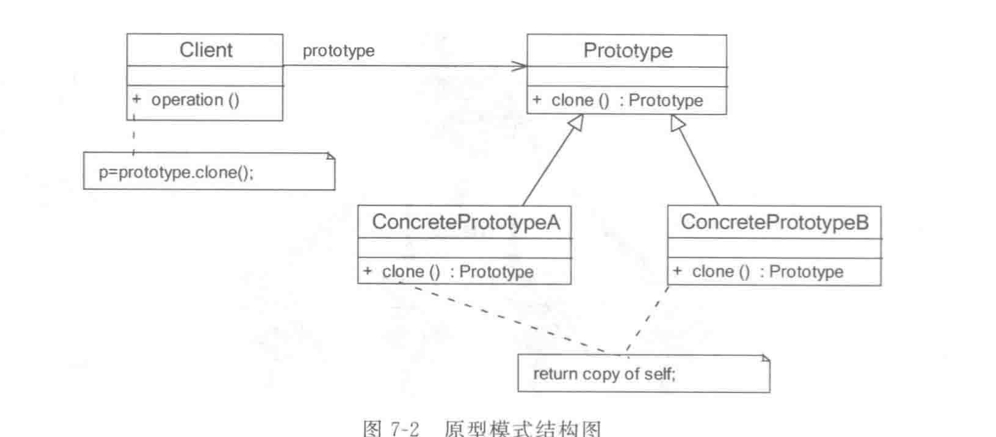 Client
prototype
Prototype
+ operation ()
+ clone () : Prototype
p=prototype.clone();
ConcretePrototypeA
ConcretePrototypeB
+ clone () : Prototype
+ clone () : Prototype
return copy of self;
图 7-2 原型模式结构图